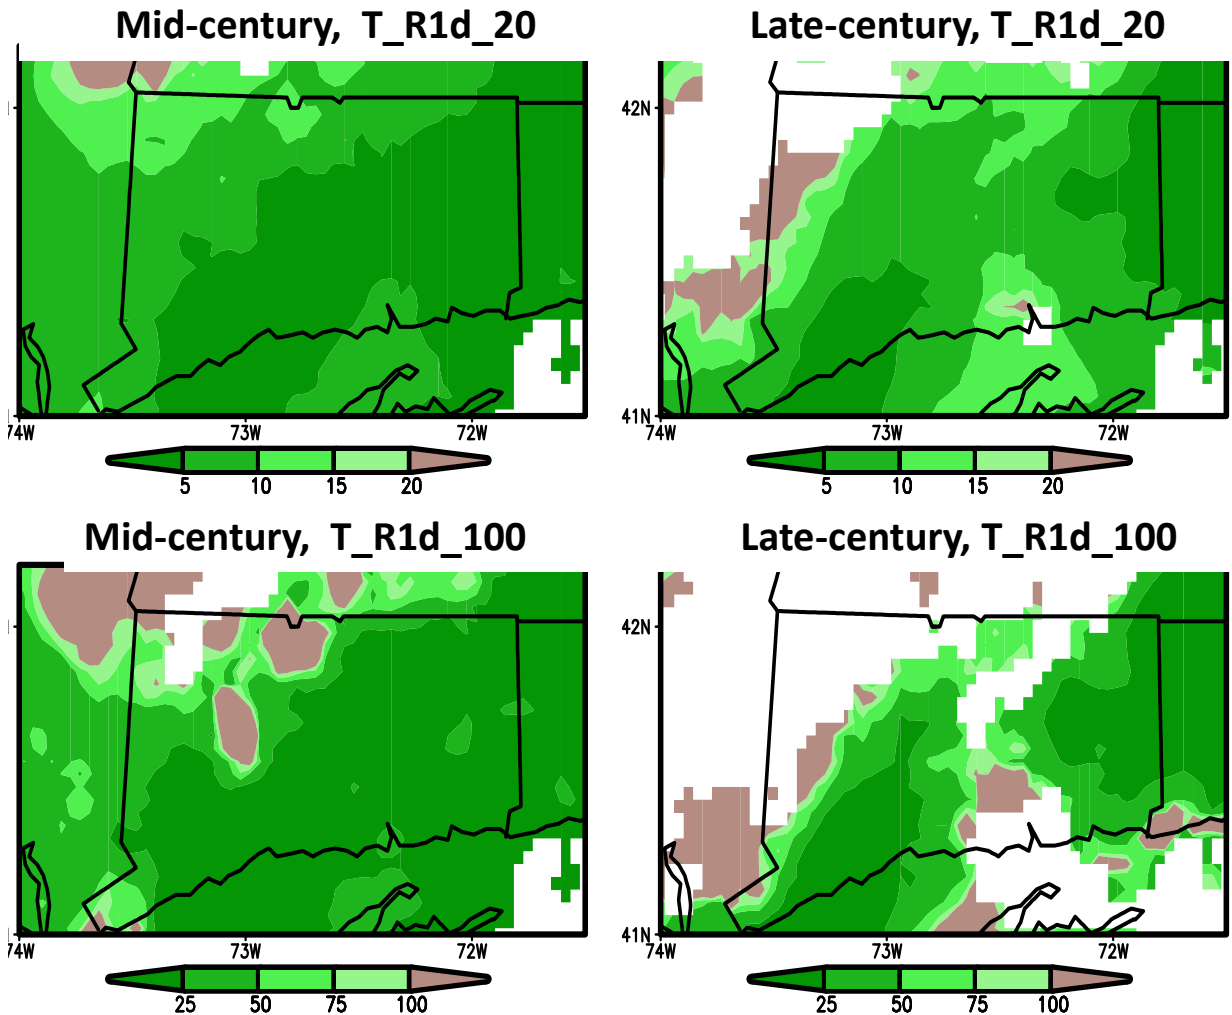 Mid-century, T_R1d_20
Late-century, T_R1d_20
42N
41N
74W 73W 72W
74W 73W 72W
5 10 15 20
5 10 15 20
Mid-century, T_R1d_100
Late-century, T_R1d_100
42N
41N
74W 73W 72W
74W 73W 72W
25 50 75 100
25 50 75 100